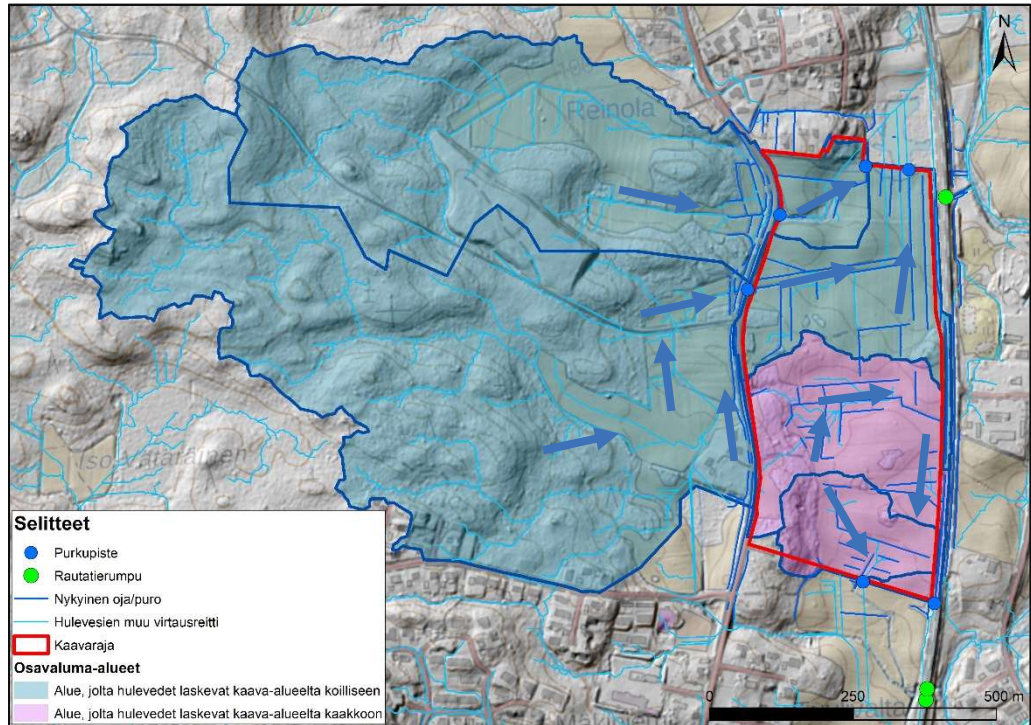 N
Reinola
Selitteet
Purkupiste
Rautatierumpu
Nykyinen oja/puro
Hulevesien muu virtausreitti
Kaavaraja
Osavaluma-alueet
Alue, jolta hulevedet laskevat kaava-alueelta koilliseen
Alue, jolta hulevedet laskevat kaava-alueelta kaakkoon
0 250 500 m